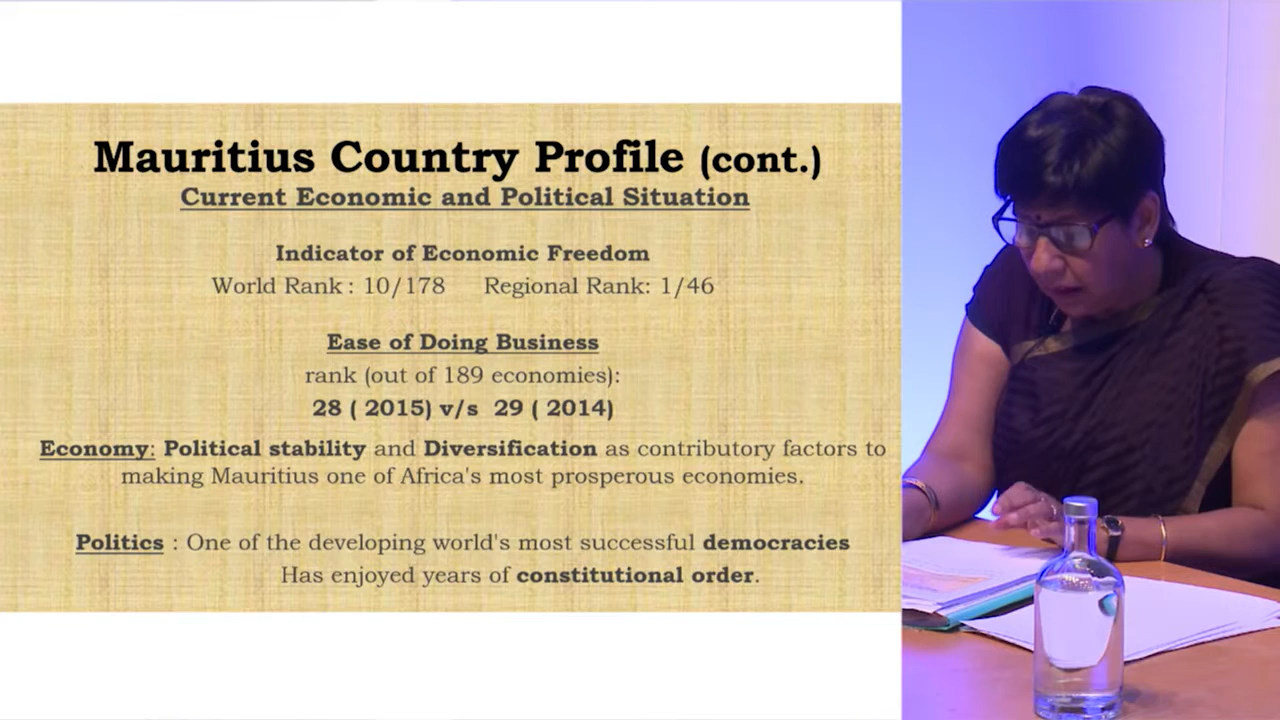 Mauritius Country Profile (cont.)
Current Economic and Political Situation
Indicator of Economic Freedom
World Rank : 10/178 Regional Rank: 1/46
Ease of Doing Business
rank (out of 189 economies):
28 ( 2015) v/s 29 ( 2014)
Economy: Political stability and Diversification as contributory factors to
making Mauritius one of Africa's most prosperous economies.
Politics : One of the developing world's most successful democracies
Has enjoyed years of constitutional order.